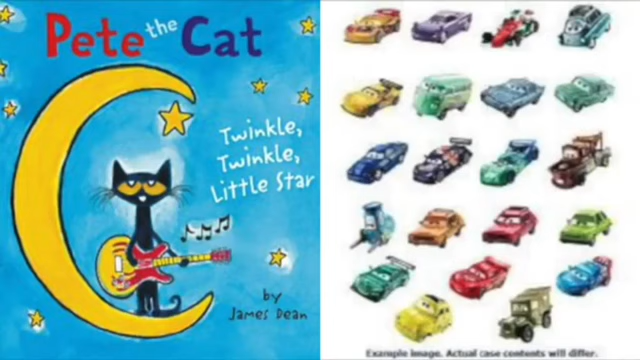 Pete the Cat
Twinkle,
Twinkle,
Little Star
by
James Dean
Example image. Actual case contents will differ.